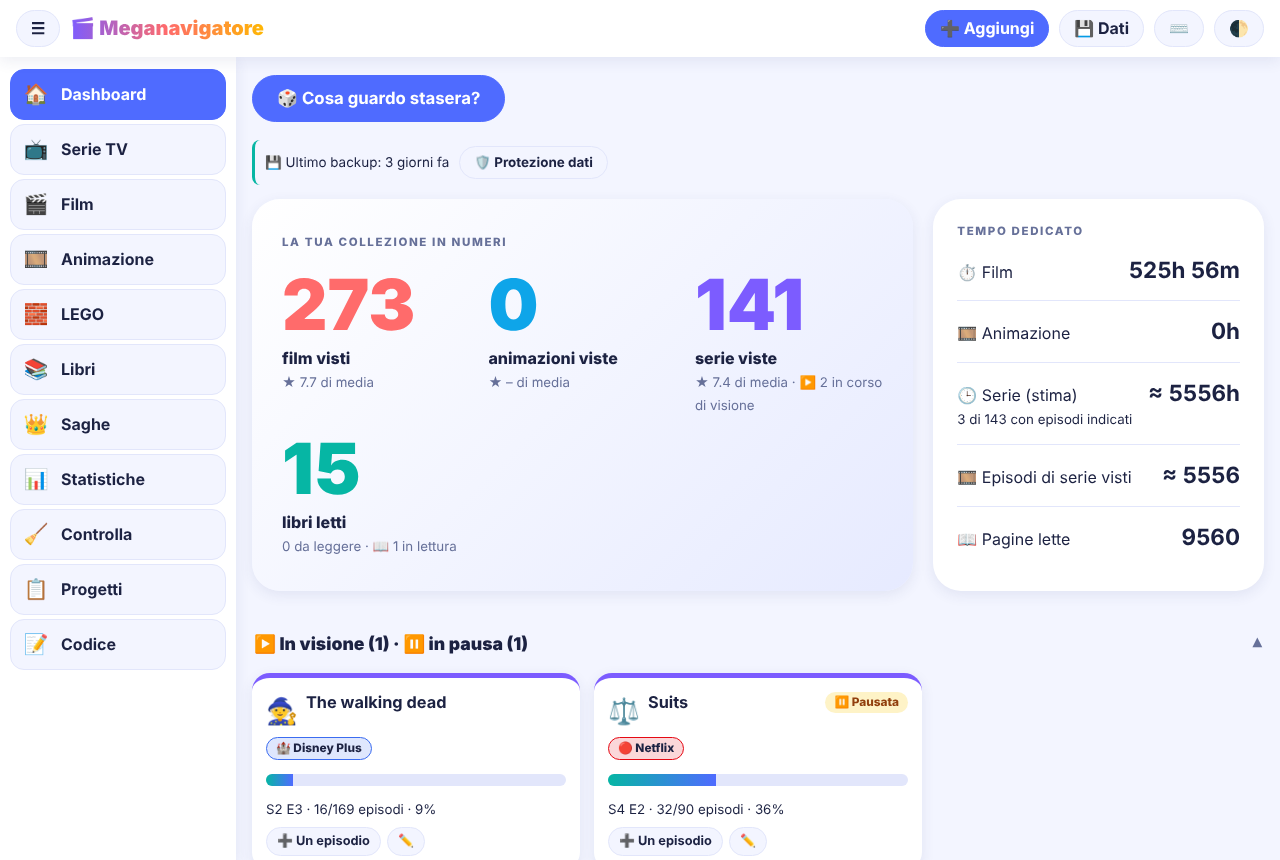 ☰ Meganavigatore
➕ Aggiungi
💾 Dati
🏠 Dashboard
📺 Serie TV
🎬 Film
🎞️ Animazione
🧱 LEGO
📚 Libri
👑 Saghe
📊 Statistiche
🧹 Controlla
📋 Progetti
📝 Codice
🎲 Cosa guardo stasera?
💾 Ultimo backup: 3 giorni fa
🛡️ Protezione dati
LA TUA COLLEZIONE IN NUMERI
273
film visti
★ 7.7 di media
0
animazioni viste
★ – di media
141
serie viste
★ 7.4 di media · ▶️ 2 in corso
di visione
15
libri letti
0 da leggere · 📖 1 in lettura
TEMPO DEDICATO
⏱️ Film 525h 56m
🎞️ Animazione 0h
🕒 Serie (stima) ≈ 5556h
3 di 143 con episodi indicati
🎞️ Episodi di serie visti ≈ 5556
📖 Pagine lette 9560
▶️ In visione (1) · ⏸️ in pausa (1) ▲
The walking dead
🏰 Disney Plus
S2 E3 · 16/169 episodi · 9%
➕ Un episodio
Suits
⏸️ Pausata
🔴 Netflix
S4 E2 · 32/90 episodi · 36%
➕ Un episodio